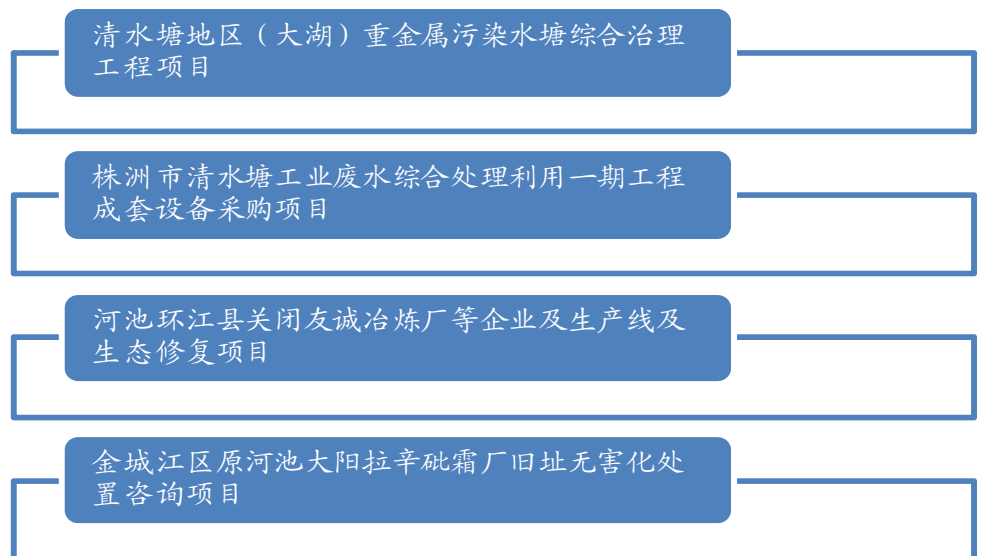 清水塘地区（大湖）重金属污染水塘综合治理
工程项目
株洲市清水塘工业废水综合处理利用一期工程
成套设备采购项目
河池环江县关闭友诚冶炼厂等企业及生产线及
生态修复项目
金城江区原河池大阳拉辛砒霜厂旧址无害化处
置咨询项目